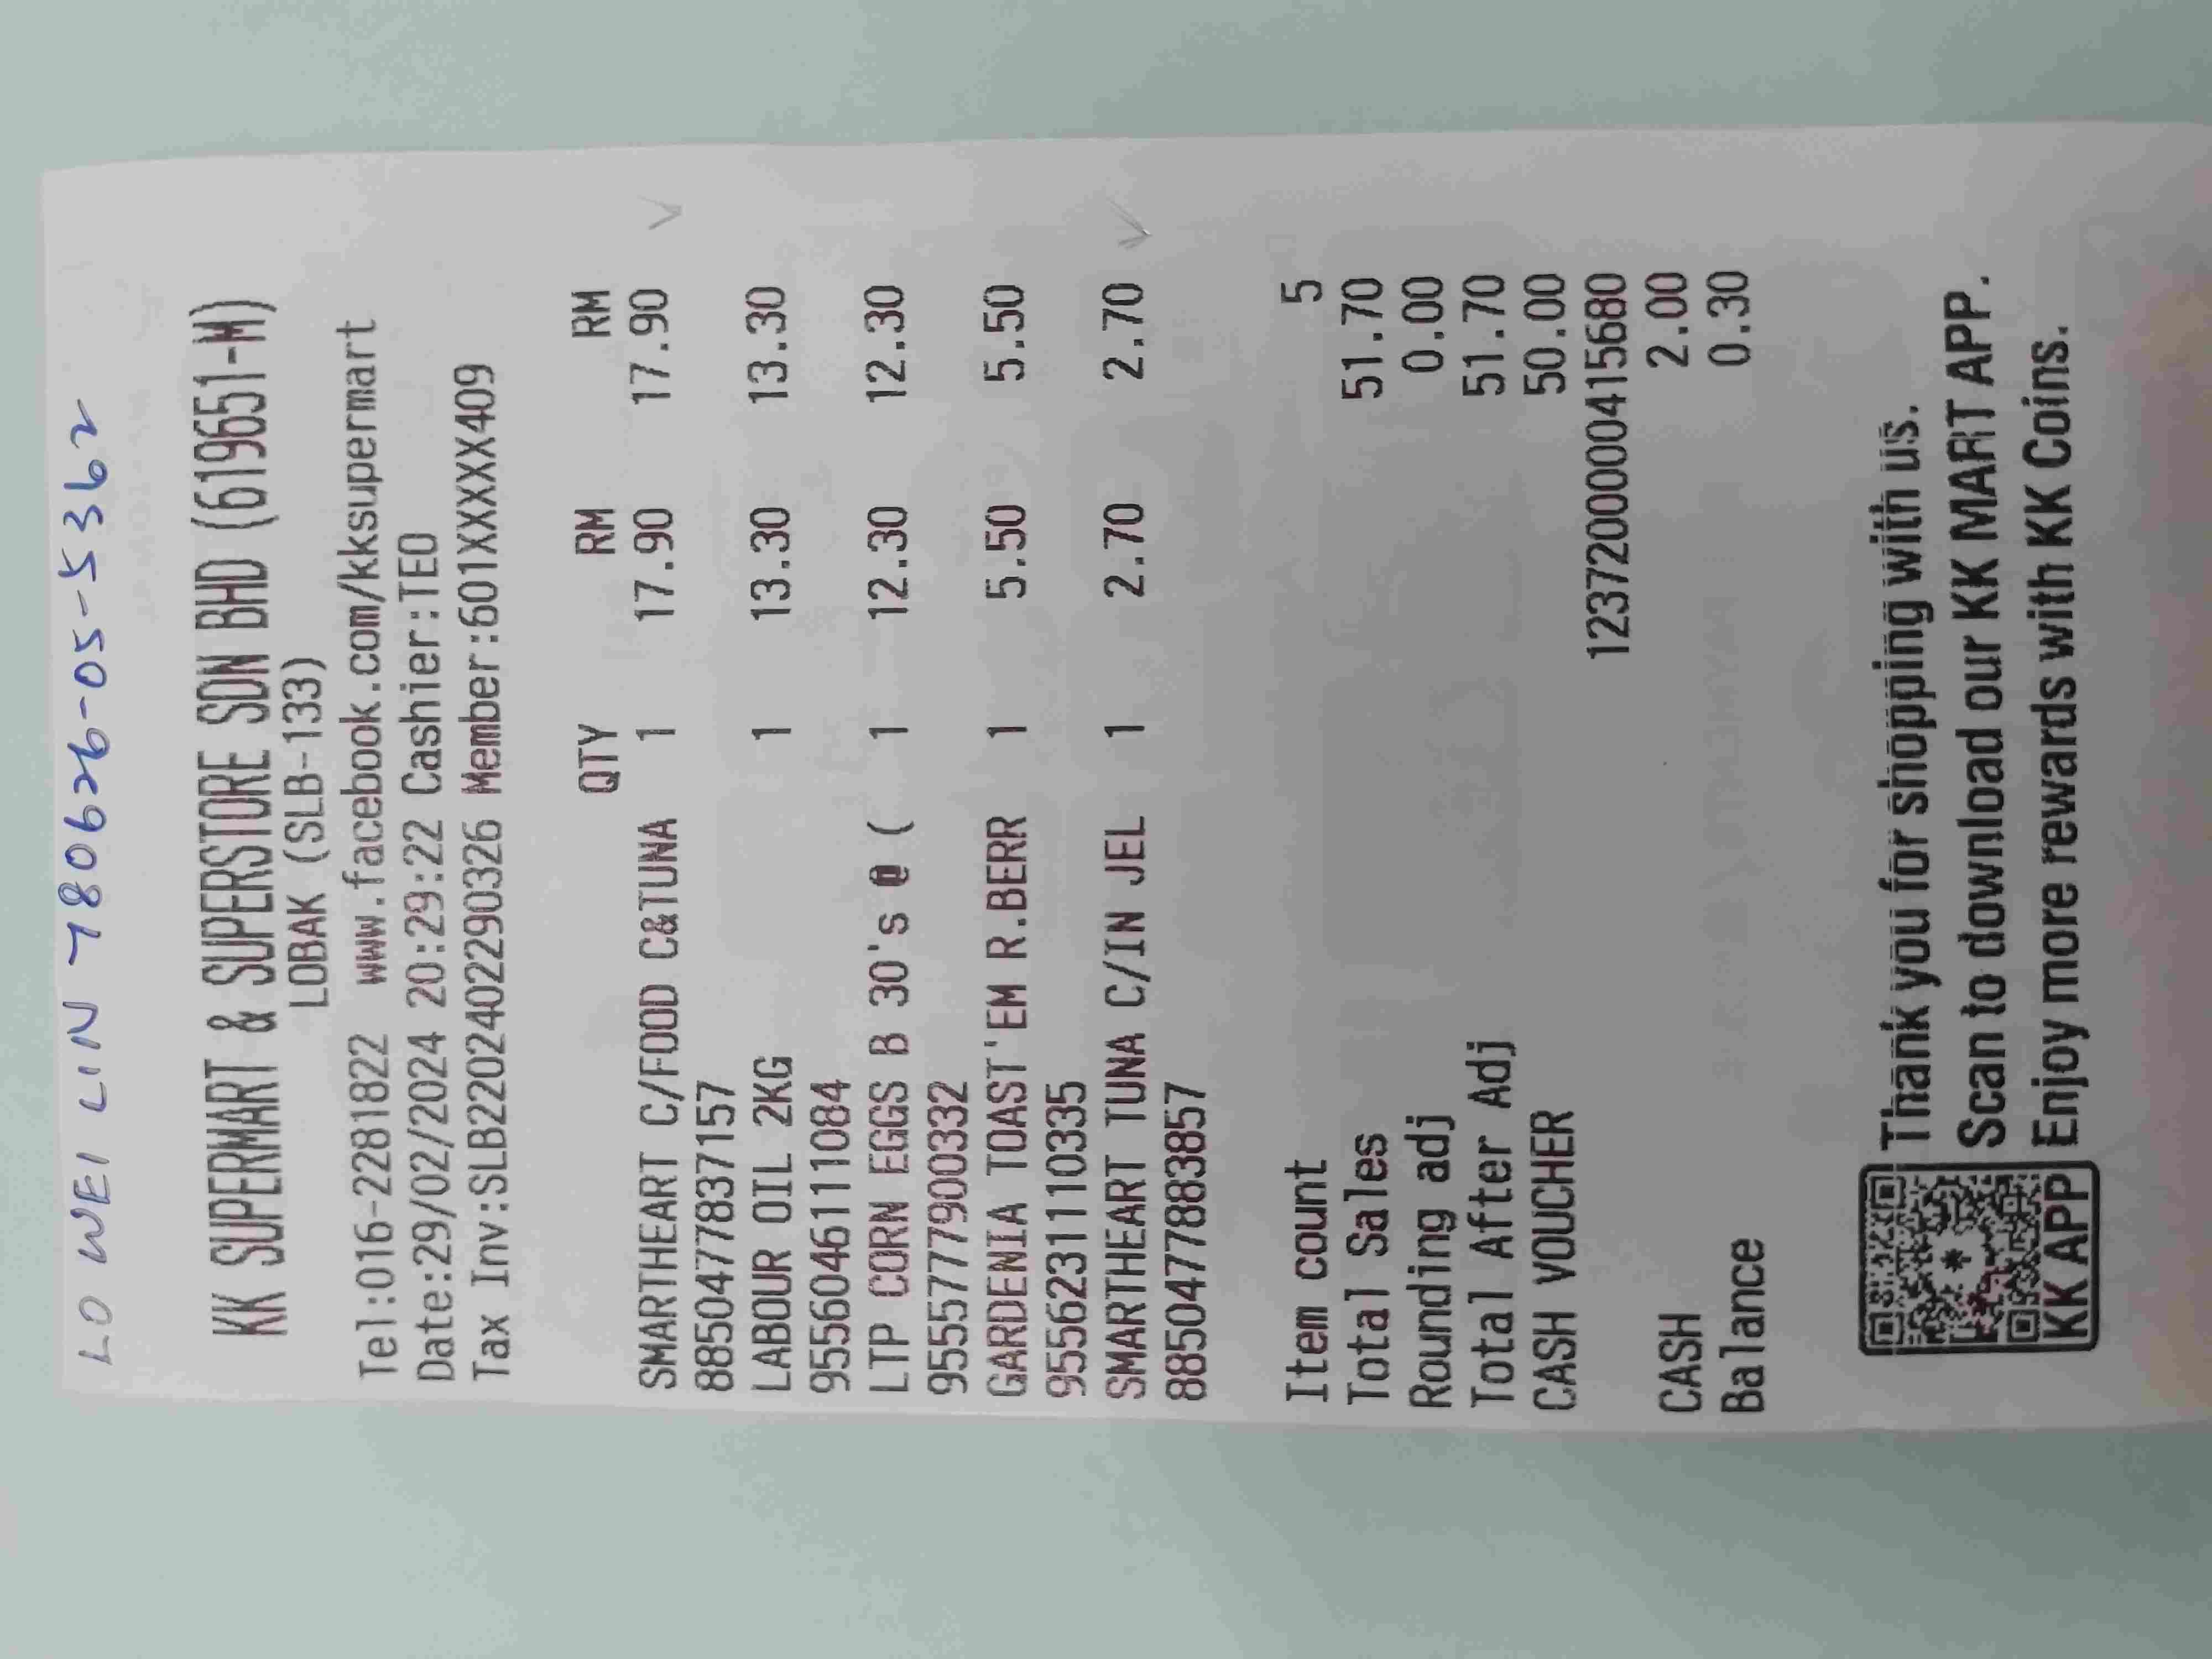 LO WEI LIN 780626-05-5362
KK SUPERMART & SUPERSTORE SDN BHD (619651-M)
LOBAK (SLB-133)
Tel:016-2281822 www.facebook.com/kksupermart
Date:29/02/2024 20:29:22 Cashier:TEO
Tax Inv:SLB2202402290326 Member:601XXXXXX409
QTY RM RM
SMARTHEART C/FOOD C&TUNA 1 17.90 17.90
8850477837157
LABOUR OIL 2KG 1 13.30 13.30
9556046111084
LTP CORN EGGS B 30's @ ( 1 12.30 12.30
9555777900332
GARDENIA TOAST'EM R.BERR 1 5.50 5.50
9556231110335
SMARTHEART TUNA C/IN JEL 1 2.70 2.70
8850477883857
Item count 5
Total Sales 51.70
Rounding adj 0.00
Total After Adj 51.70
CASH VOUCHER 50.00
1237200000415680
CASH 2.00
Balance 0.30
Thank you for shopping with us.
Scan to download our KK MART APP.
KK APP Enjoy more rewards with KK Coins.